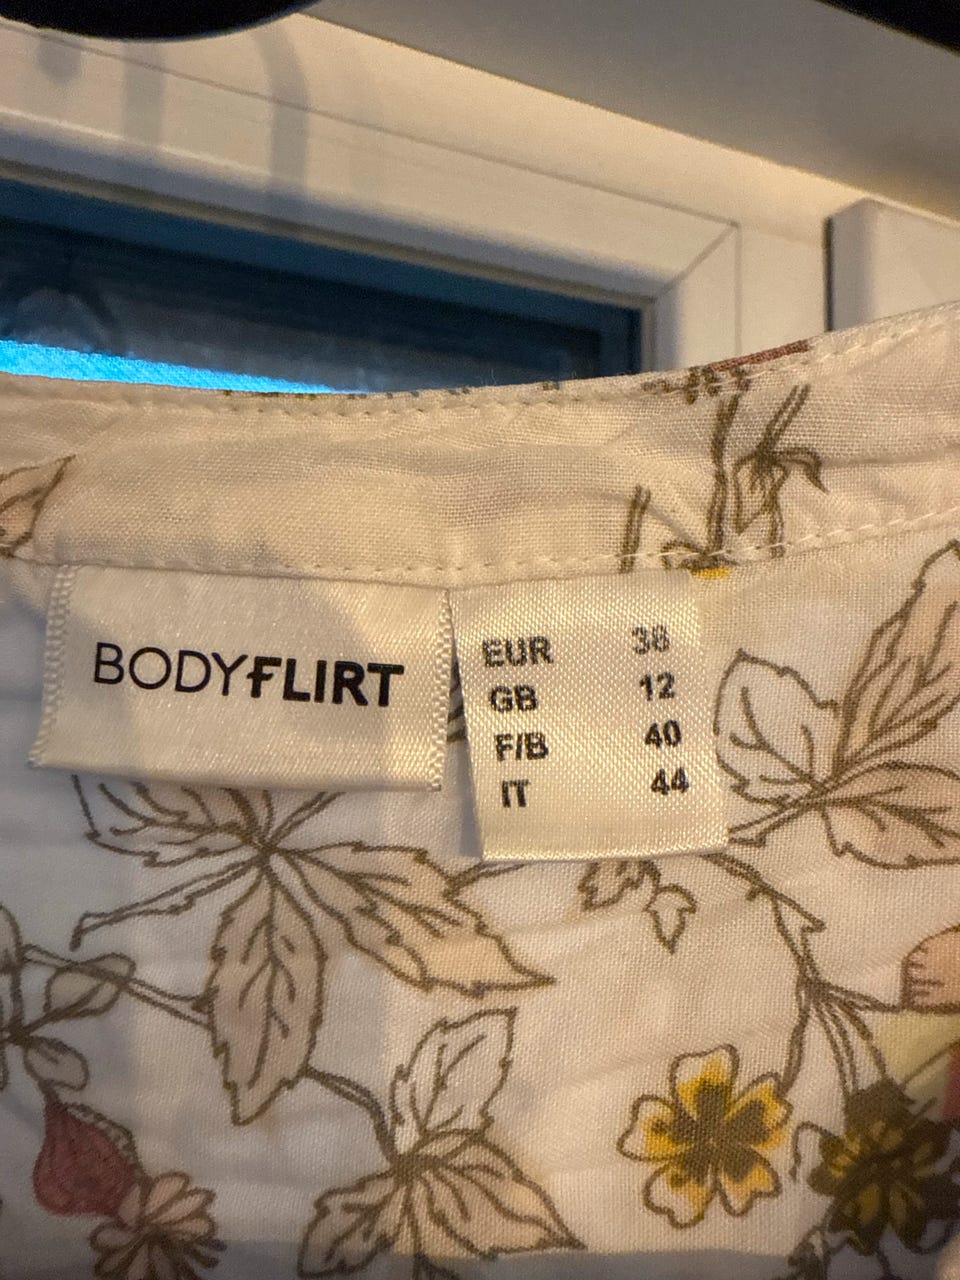 BODYFLIRT
EUR 38
GB 12
F/B 40
IT 44